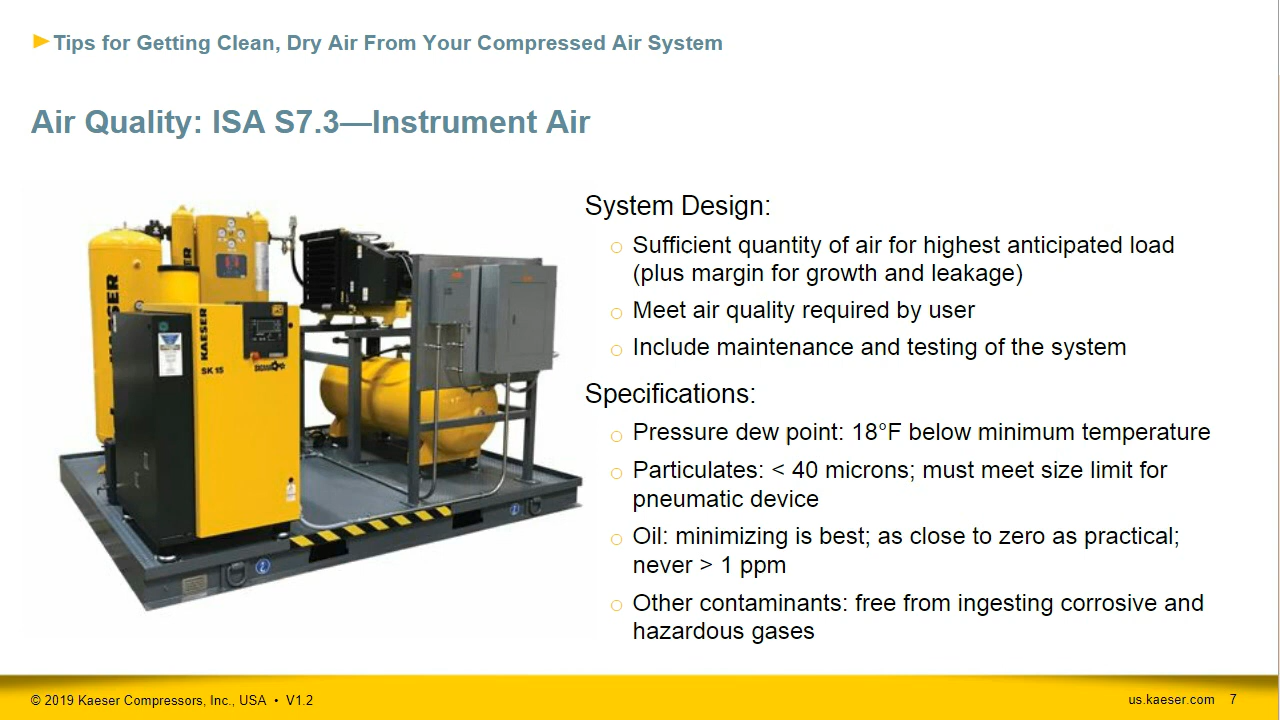 Tips for Getting Clean, Dry Air From Your Compressed Air System
Air Quality: ISA S7.3—Instrument Air
System Design:
Sufficient quantity of air for highest anticipated load
(plus margin for growth and leakage)
Meet air quality required by user
Include maintenance and testing of the system
Specifications:
Pressure dew point: 18°F below minimum temperature
Particulates: < 40 microns; must meet size limit for
pneumatic device
Oil: minimizing is best; as close to zero as practical;
never > 1 ppm
Other contaminants: free from ingesting corrosive and
hazardous gases
KAESER
KAESER
SK 15
© 2019 Kaeser Compressors, Inc., USA • V1.2
us.kaeser.com 7